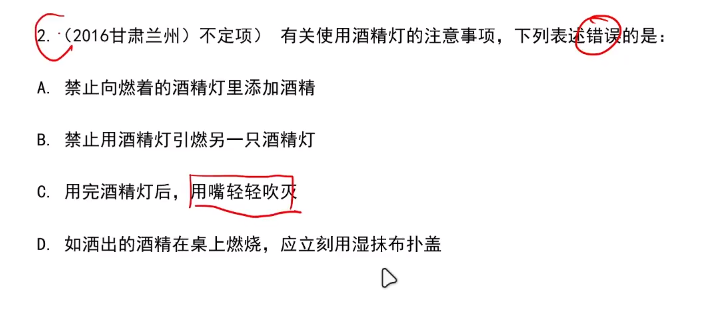 2.（2016甘肃兰州）不定项） 有关使用酒精灯的注意事项，下列表述错误的是：
A. 禁止向燃着的酒精灯里添加酒精
B. 禁止用酒精灯引燃另一只酒精灯
C. 用完酒精灯后，用嘴轻轻吹灭
D. 如洒出的酒精在桌上燃烧，应立刻用湿抹布扑盖